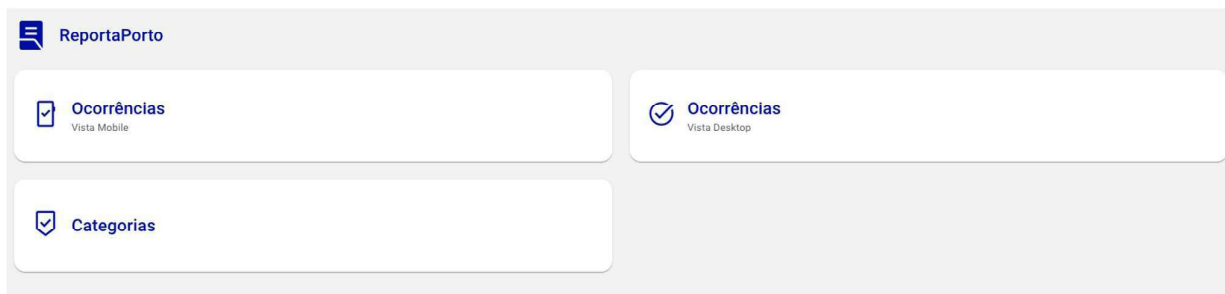 ReportaPorto
Ocorrências
Vista Mobile
Ocorrências
Vista Desktop
Categorias